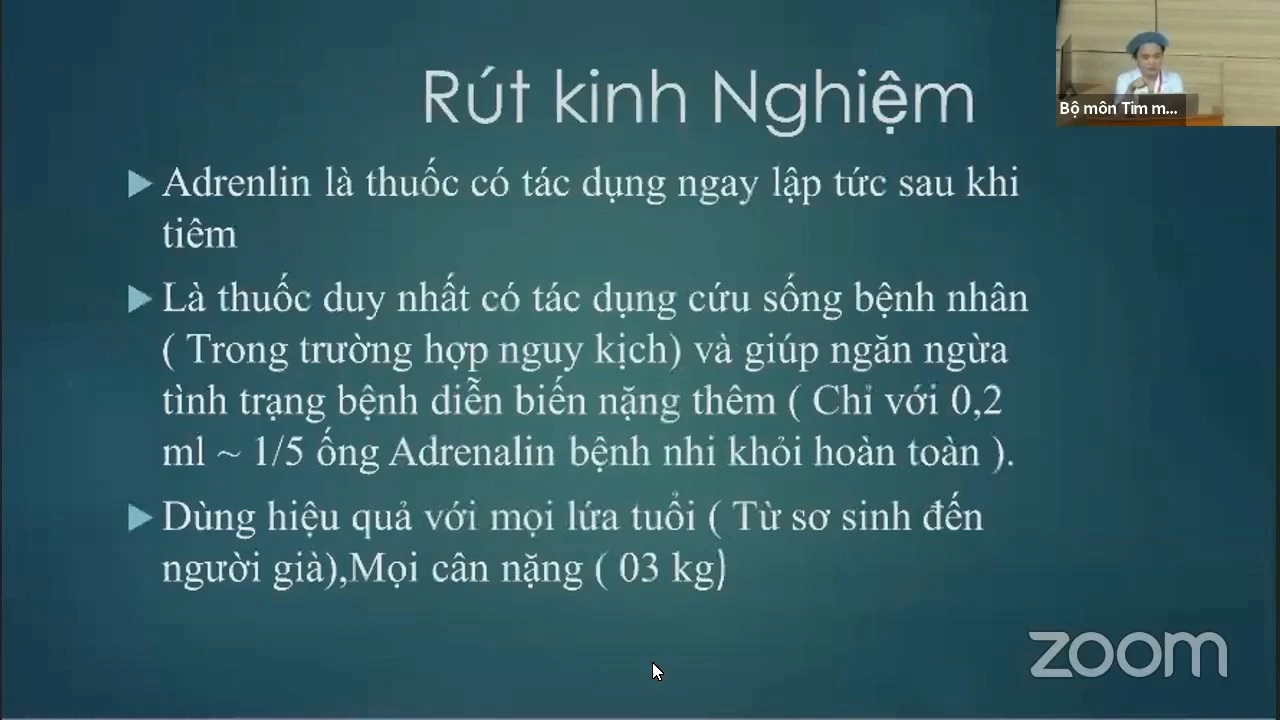 Rút kinh Nghiệm
Bộ môn Tim m...
Adrenlin là thuốc có tác dụng ngay lập tức sau khi
tiêm
Là thuốc duy nhất có tác dụng cứu sống bệnh nhân
( Trong trường hợp nguy kịch) và giúp ngăn ngừa
tình trạng bệnh diễn biến nặng thêm ( Chỉ với 0,2
ml ~ 1/5 ống Adrenalin bệnh nhi khỏi hoàn toàn ).
Dùng hiệu quả với mọi lứa tuổi ( Từ sơ sinh đến
người già),Mọi cân nặng ( 03 kg)
zoom